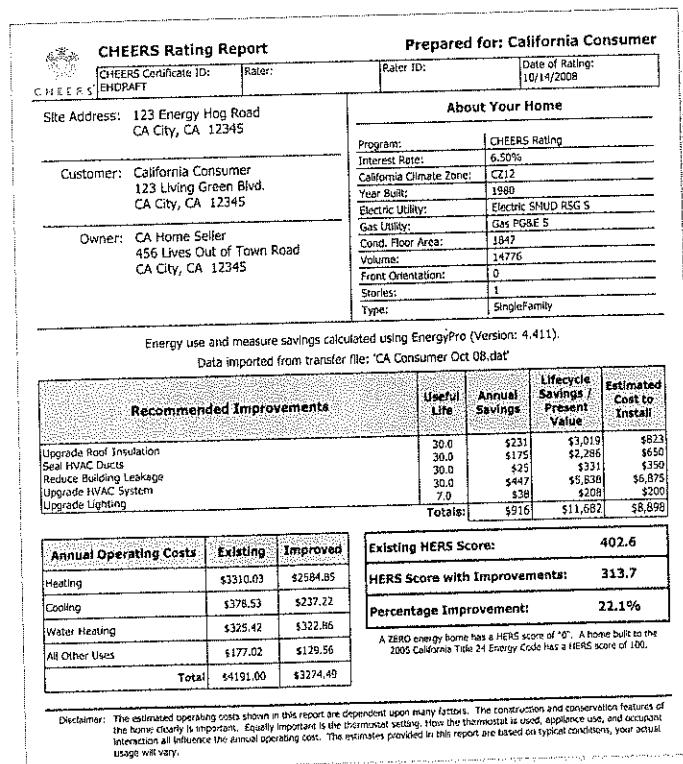 CHEERS Rating Report
Prepared for: California Consumer
CHEERS
CHEERS Certificate ID:
EHDRAFT
Rater:
Rater ID:
Date of Rating:
10/14/2008
Site Address: 123 Energy Hog Road
CA City, CA 12345
Customer: California Consumer
123 Living Green Blvd.
CA City, CA 12345
Owner: CA Home Seller
456 Lives Out of Town Road
CA City, CA 12345
About Your Home
Program: CHEERS Rating
Interest Rate: 6.50%
California Climate Zone: CZ12
Year Built: 1980
Electric Utility: Electric SMUD RSG S
Gas Utility: Gas PG&E S
Cond. Floor Area: 1847
Volume: 14776
Front Orientation: 0
Stories: 1
Type: SingleFamily
Energy use and measure savings calculated using EnergyPro (Version: 4.411).
Data imported from transfer file: 'CA Consumer Oct 08.dat'
Recommended Improvements Useful Life Annual Savings Lifecycle Savings / Present Value Estimated Cost to Install
Upgrade Roof Insulation 30.0 $231 $3,019 $823
Seal HVAC Ducts 30.0 $175 $2,286 $650
Reduce Building Leakage 30.0 $25 $331 $350
Upgrade HVAC System 30.0 $447 $5,838 $6,875
Upgrade Lighting 7.0 $38 $208 $200
Totals: $916 $11,682 $8,898
Annual Operating Costs Existing Improved
Heating $3310.03 $2584.85
Cooling $378.53 $237.22
Water Heating $325.42 $322.86
All Other Uses $177.02 $129.56
Total $4191.00 $3274.49
Existing HERS Score: 402.6
HERS Score with Improvements: 313.7
Percentage Improvement: 22.1%
A ZERO energy home has a HERS score of "0". A home built to the
2005 California Title 24 Energy Code has a HERS score of 100.
Disclaimer: The estimated operating costs shown in this report are dependent upon many factors. The construction and conservation features of
the home clearly is important. Equally important is the thermostat setting. How the thermostat is used, appliance use, and occupant
interaction all influence the annual operating cost. The estimates provided in this report are based on typical conditions, your actual
usage will vary.